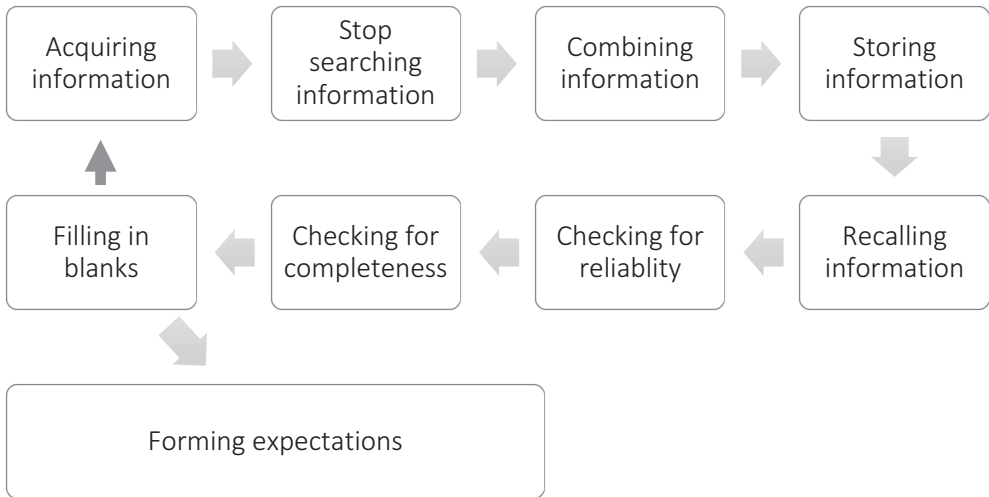 Acquiring
information
Stop
searching
information
Combining
information
Storing
information
Filling in
blanks
Checking for
completeness
Checking for
reliablity
Recalling
information
Forming expectations